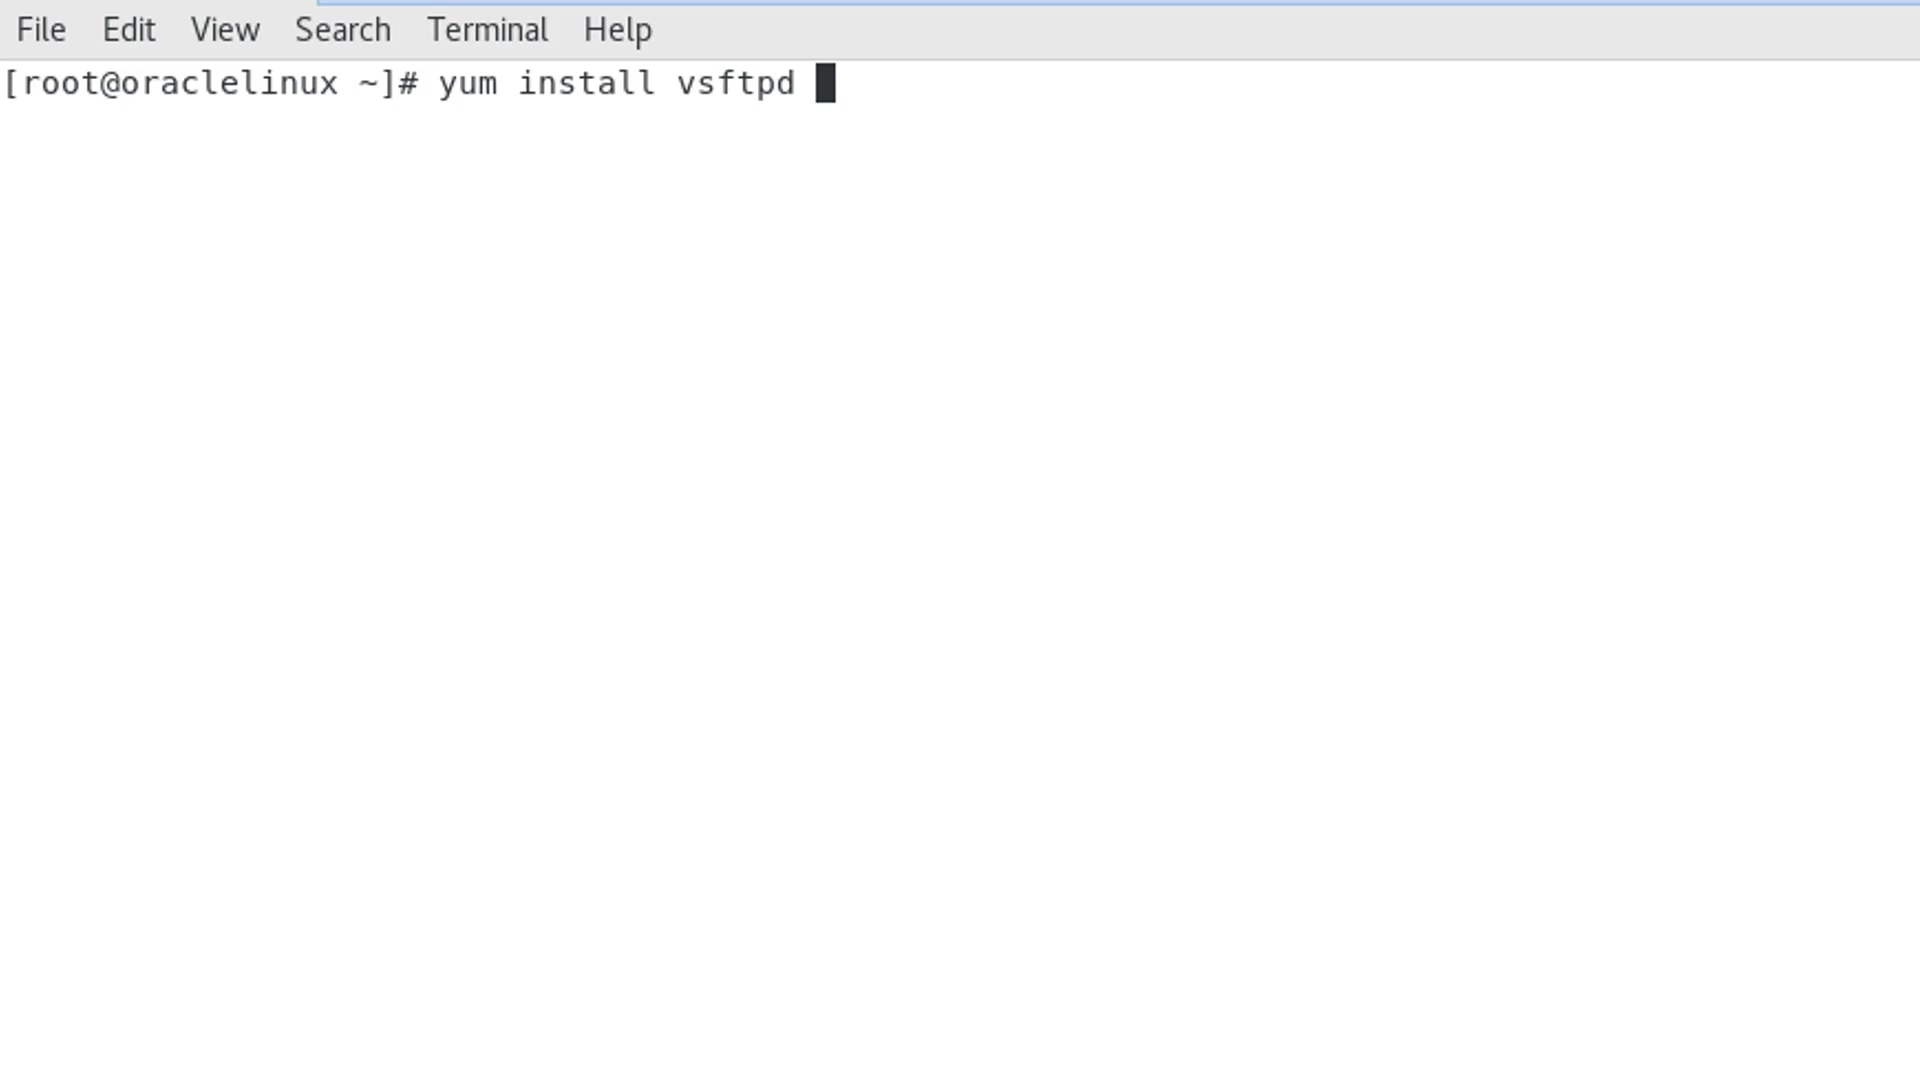 File Edit View Search Terminal Help
[root@oraclelinux ~]# yum install vsftpd